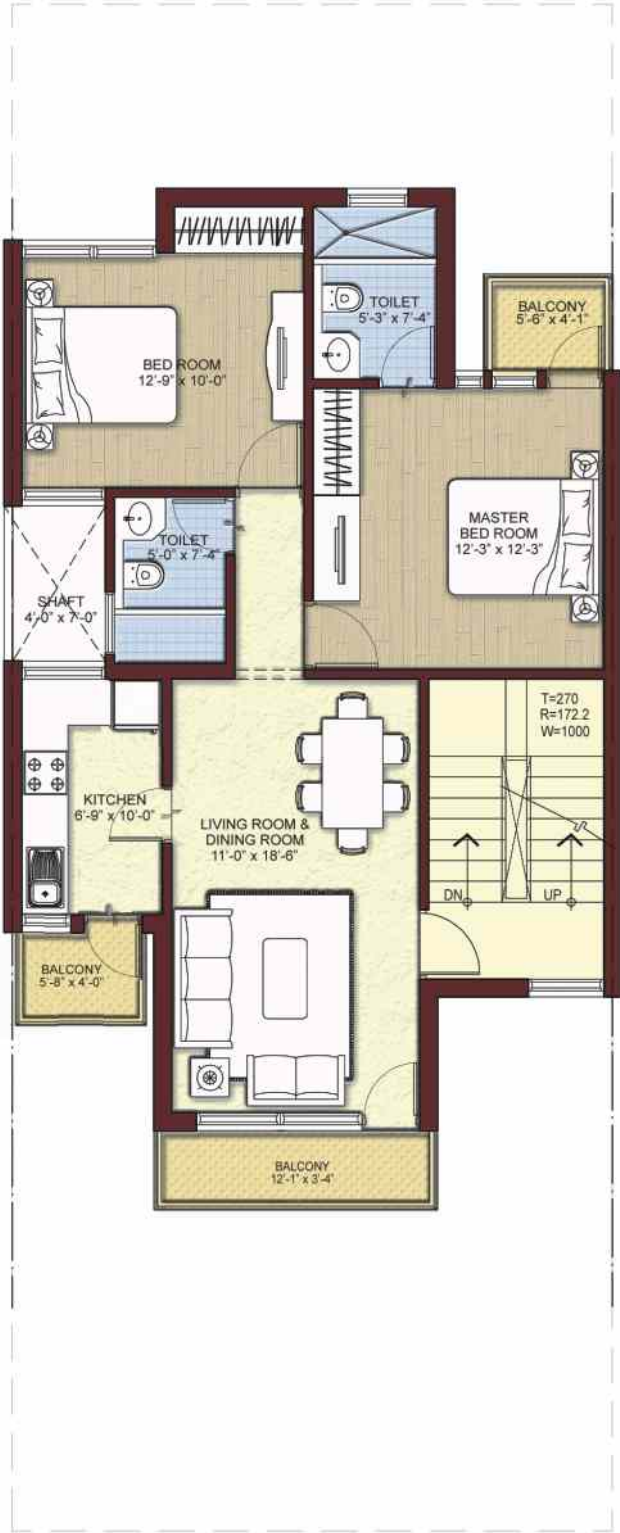 TOILET
5'-3" x 7'-4"
BALCONY
5'-6" x 4'-1"
BED ROOM
12'-9" x 10'-0"
MASTER
BED ROOM
12'-3" x 12'-3"
TOILET
5'-0" x 7'-4"
SHAFT
4'-0" x 7'-0"
T=270
R=172.2
W=1000
KITCHEN
6'-9" x 10'-0"
LIVING ROOM &
DINING ROOM
11'-0" x 18'-6"
DN
UP
BALCONY
5'-8" x 4'-0"
BALCONY
12'-1" x 3'-4"